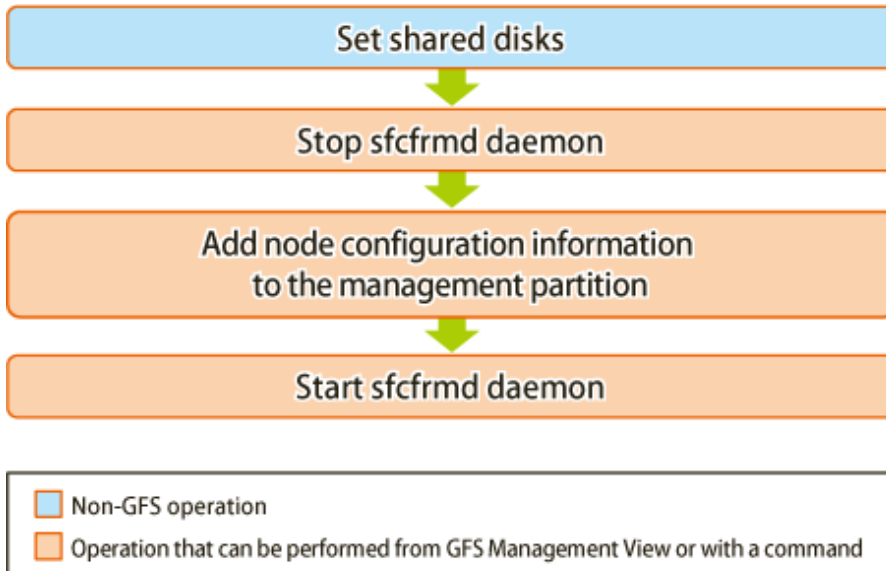 Set shared disks
Stop sfcfrmd daemon
Add node configuration information
to the management partition
Start sfcfrmd daemon
Non-GFS operation
Operation that can be performed from GFS Management View or with a command